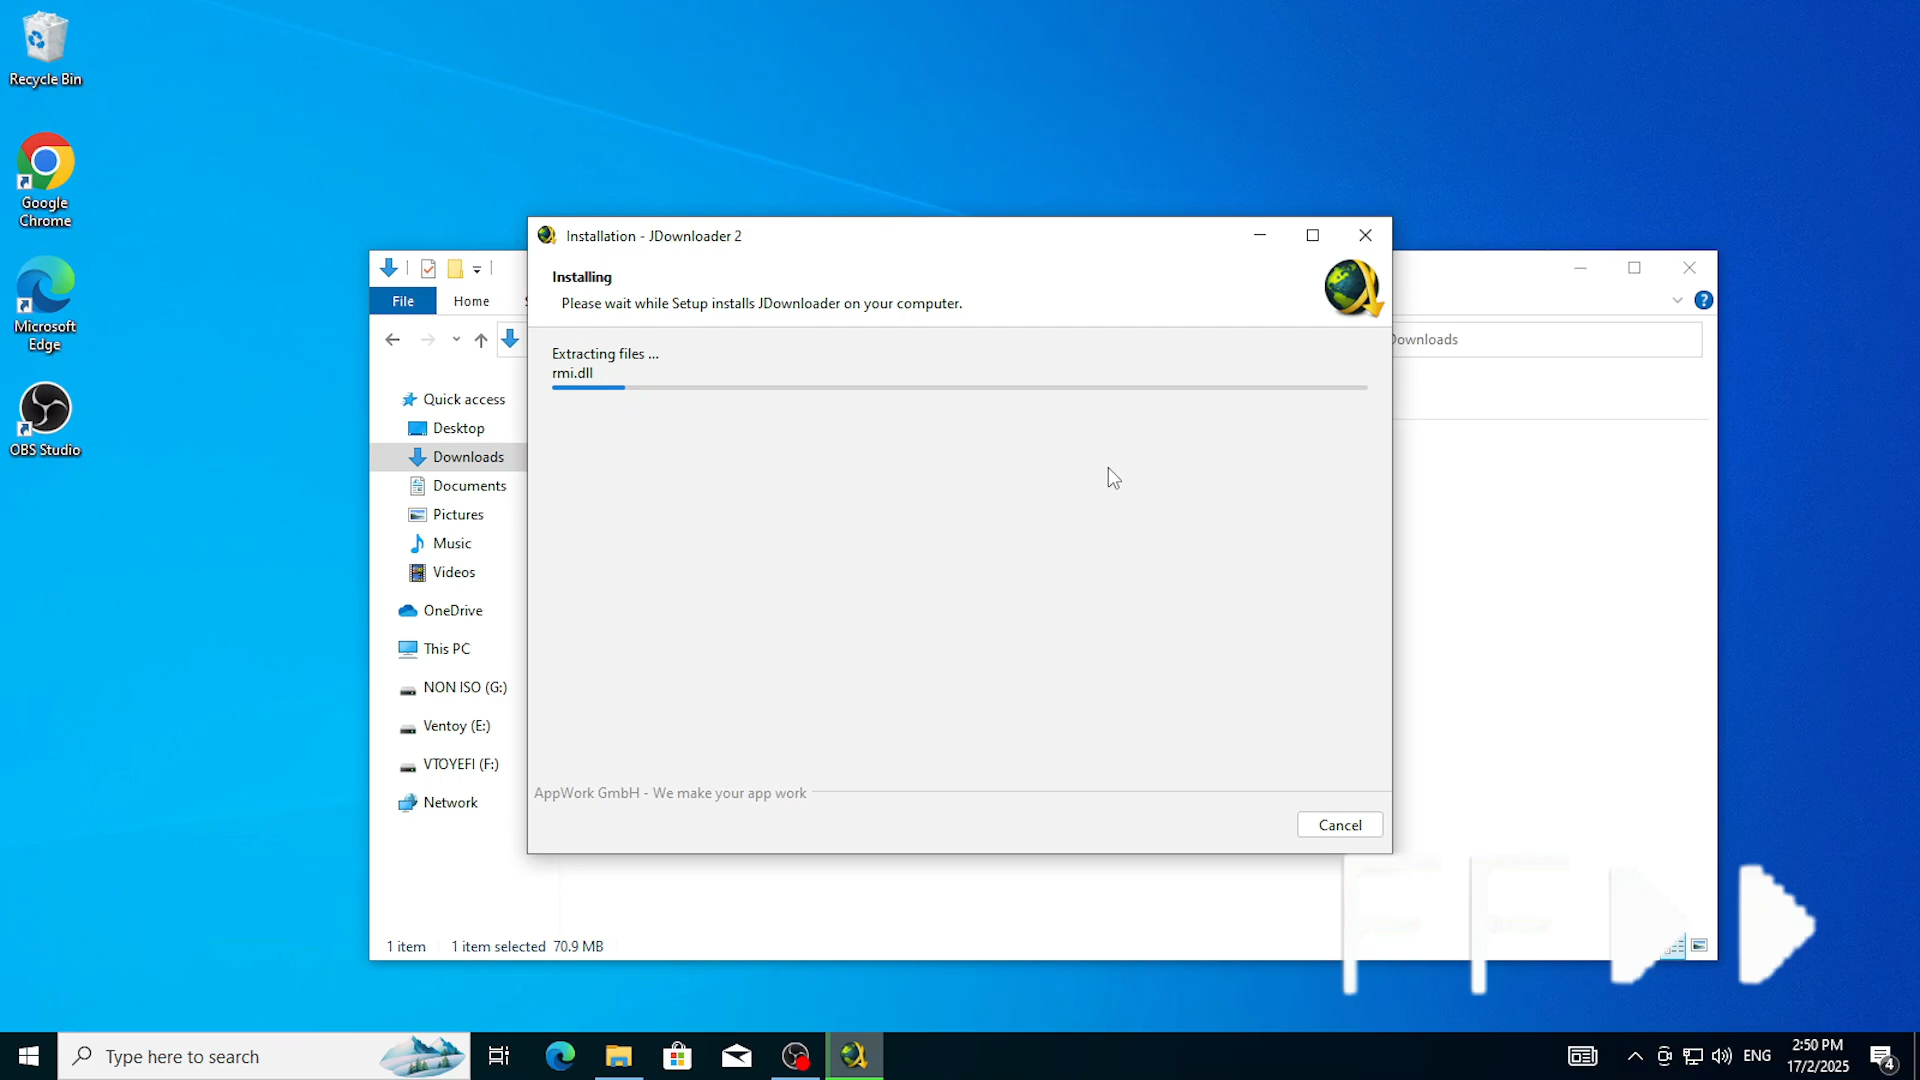 Recycle Bin
Google
Chrome
Microsoft
Edge
OBS Studio
File
Home
Downloads
Quick access
Desktop
Downloads
Documents
Pictures
Music
Videos
OneDrive
This PC
NON ISO (G:)
Ventoy (E:)
VTOYEFI (F:)
Network
1 item
1 item selected 70.9 MB
Installation - JDownloader 2
Installing
Please wait while Setup installs JDownloader on your computer.
Extracting files ...
rmi.dll
AppWork GmbH - We make your app work
Cancel
FF
Type here to search
ENG
2:50 PM
17/2/2025
4